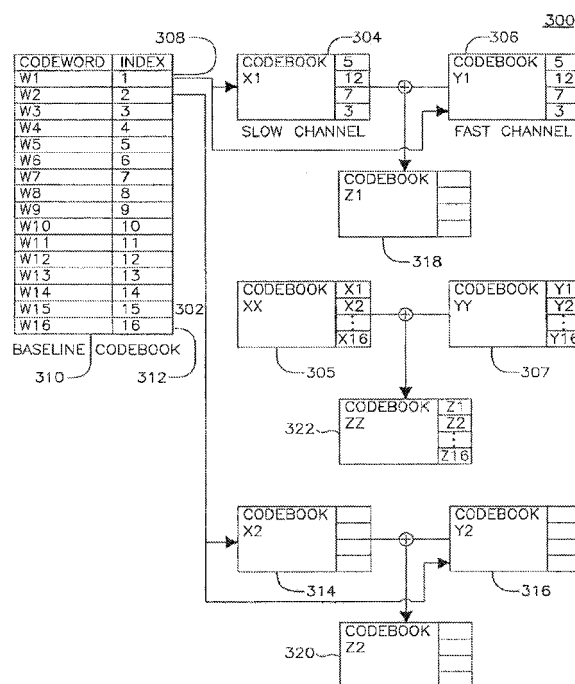 300
304
306
308
CODEWORD INDEX
W1 1
W2 2
W3 3
W4 4
W5 5
W6 6
W7 7
W8 8
W9 9
W10 10
W11 11
W12 12
W13 13
W14 14
W15 15
W16 16
302
BASELINE CODEBOOK
310
312
CODEBOOK
X1
5
12
7
3
SLOW CHANNEL
CODEBOOK
Y1
5
12
7
3
FAST CHANNEL
CODEBOOK
Z1
318
CODEBOOK
XX
X1
X2
X16
305
CODEBOOK
YY
Y1
Y2
Y16
307
CODEBOOK
ZZ
Z1
Z2
Z16
322
CODEBOOK
X2
314
CODEBOOK
Y2
316
CODEBOOK
Z2
320